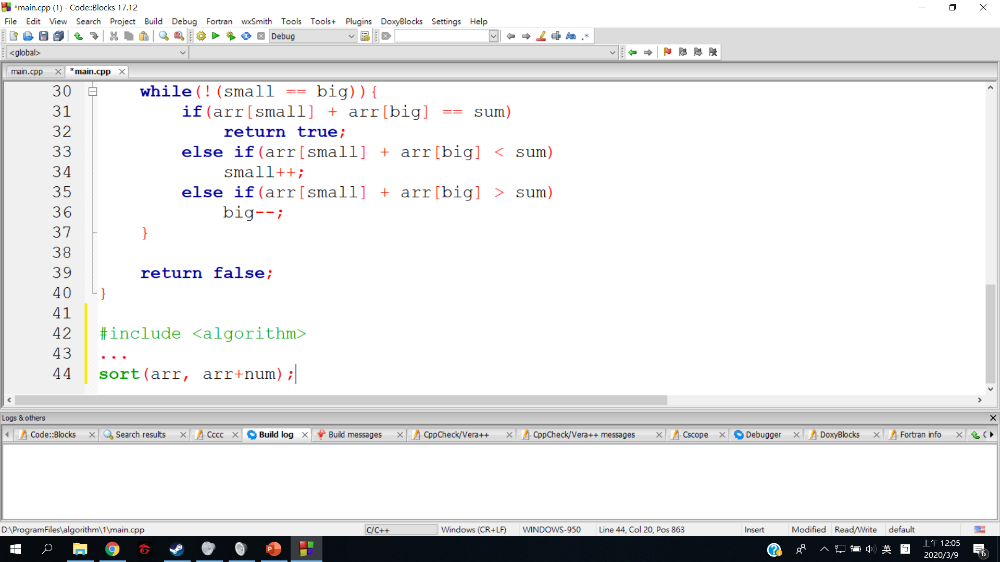 *main.cpp (1) - Code::Blocks 17.12
File Edit View Search Project Build Debug Fortran wxSmith Tools Tools+ Plugins DoxyBlocks Settings Help
Debug
<global>
main.cpp *main.cpp
30 while(!(small == big)){
31 if(arr[small] + arr[big] == sum)
32 return true;
33 else if(arr[small] + arr[big] < sum)
34 small++;
35 else if(arr[small] + arr[big] > sum)
36 big--;
37 }
38
39 return false;
40 }
41
42 #include <algorithm>
43 ...
44 sort(arr, arr+num);
Logs & others
Code::Blocks Search results Cccc Build log Build messages CppCheck/Vera++ CppCheck/Vera++ messages Cscope Debugger DoxyBlocks Fortran info
D:\ProgramFiles\algorithm\1\main.cpp C/C++ Windows (CR+LF) WINDOWS-950 Line 44, Col 20, Pos 863 Insert Modified Read/Write default
英 上午 12:05
2020/3/9 6